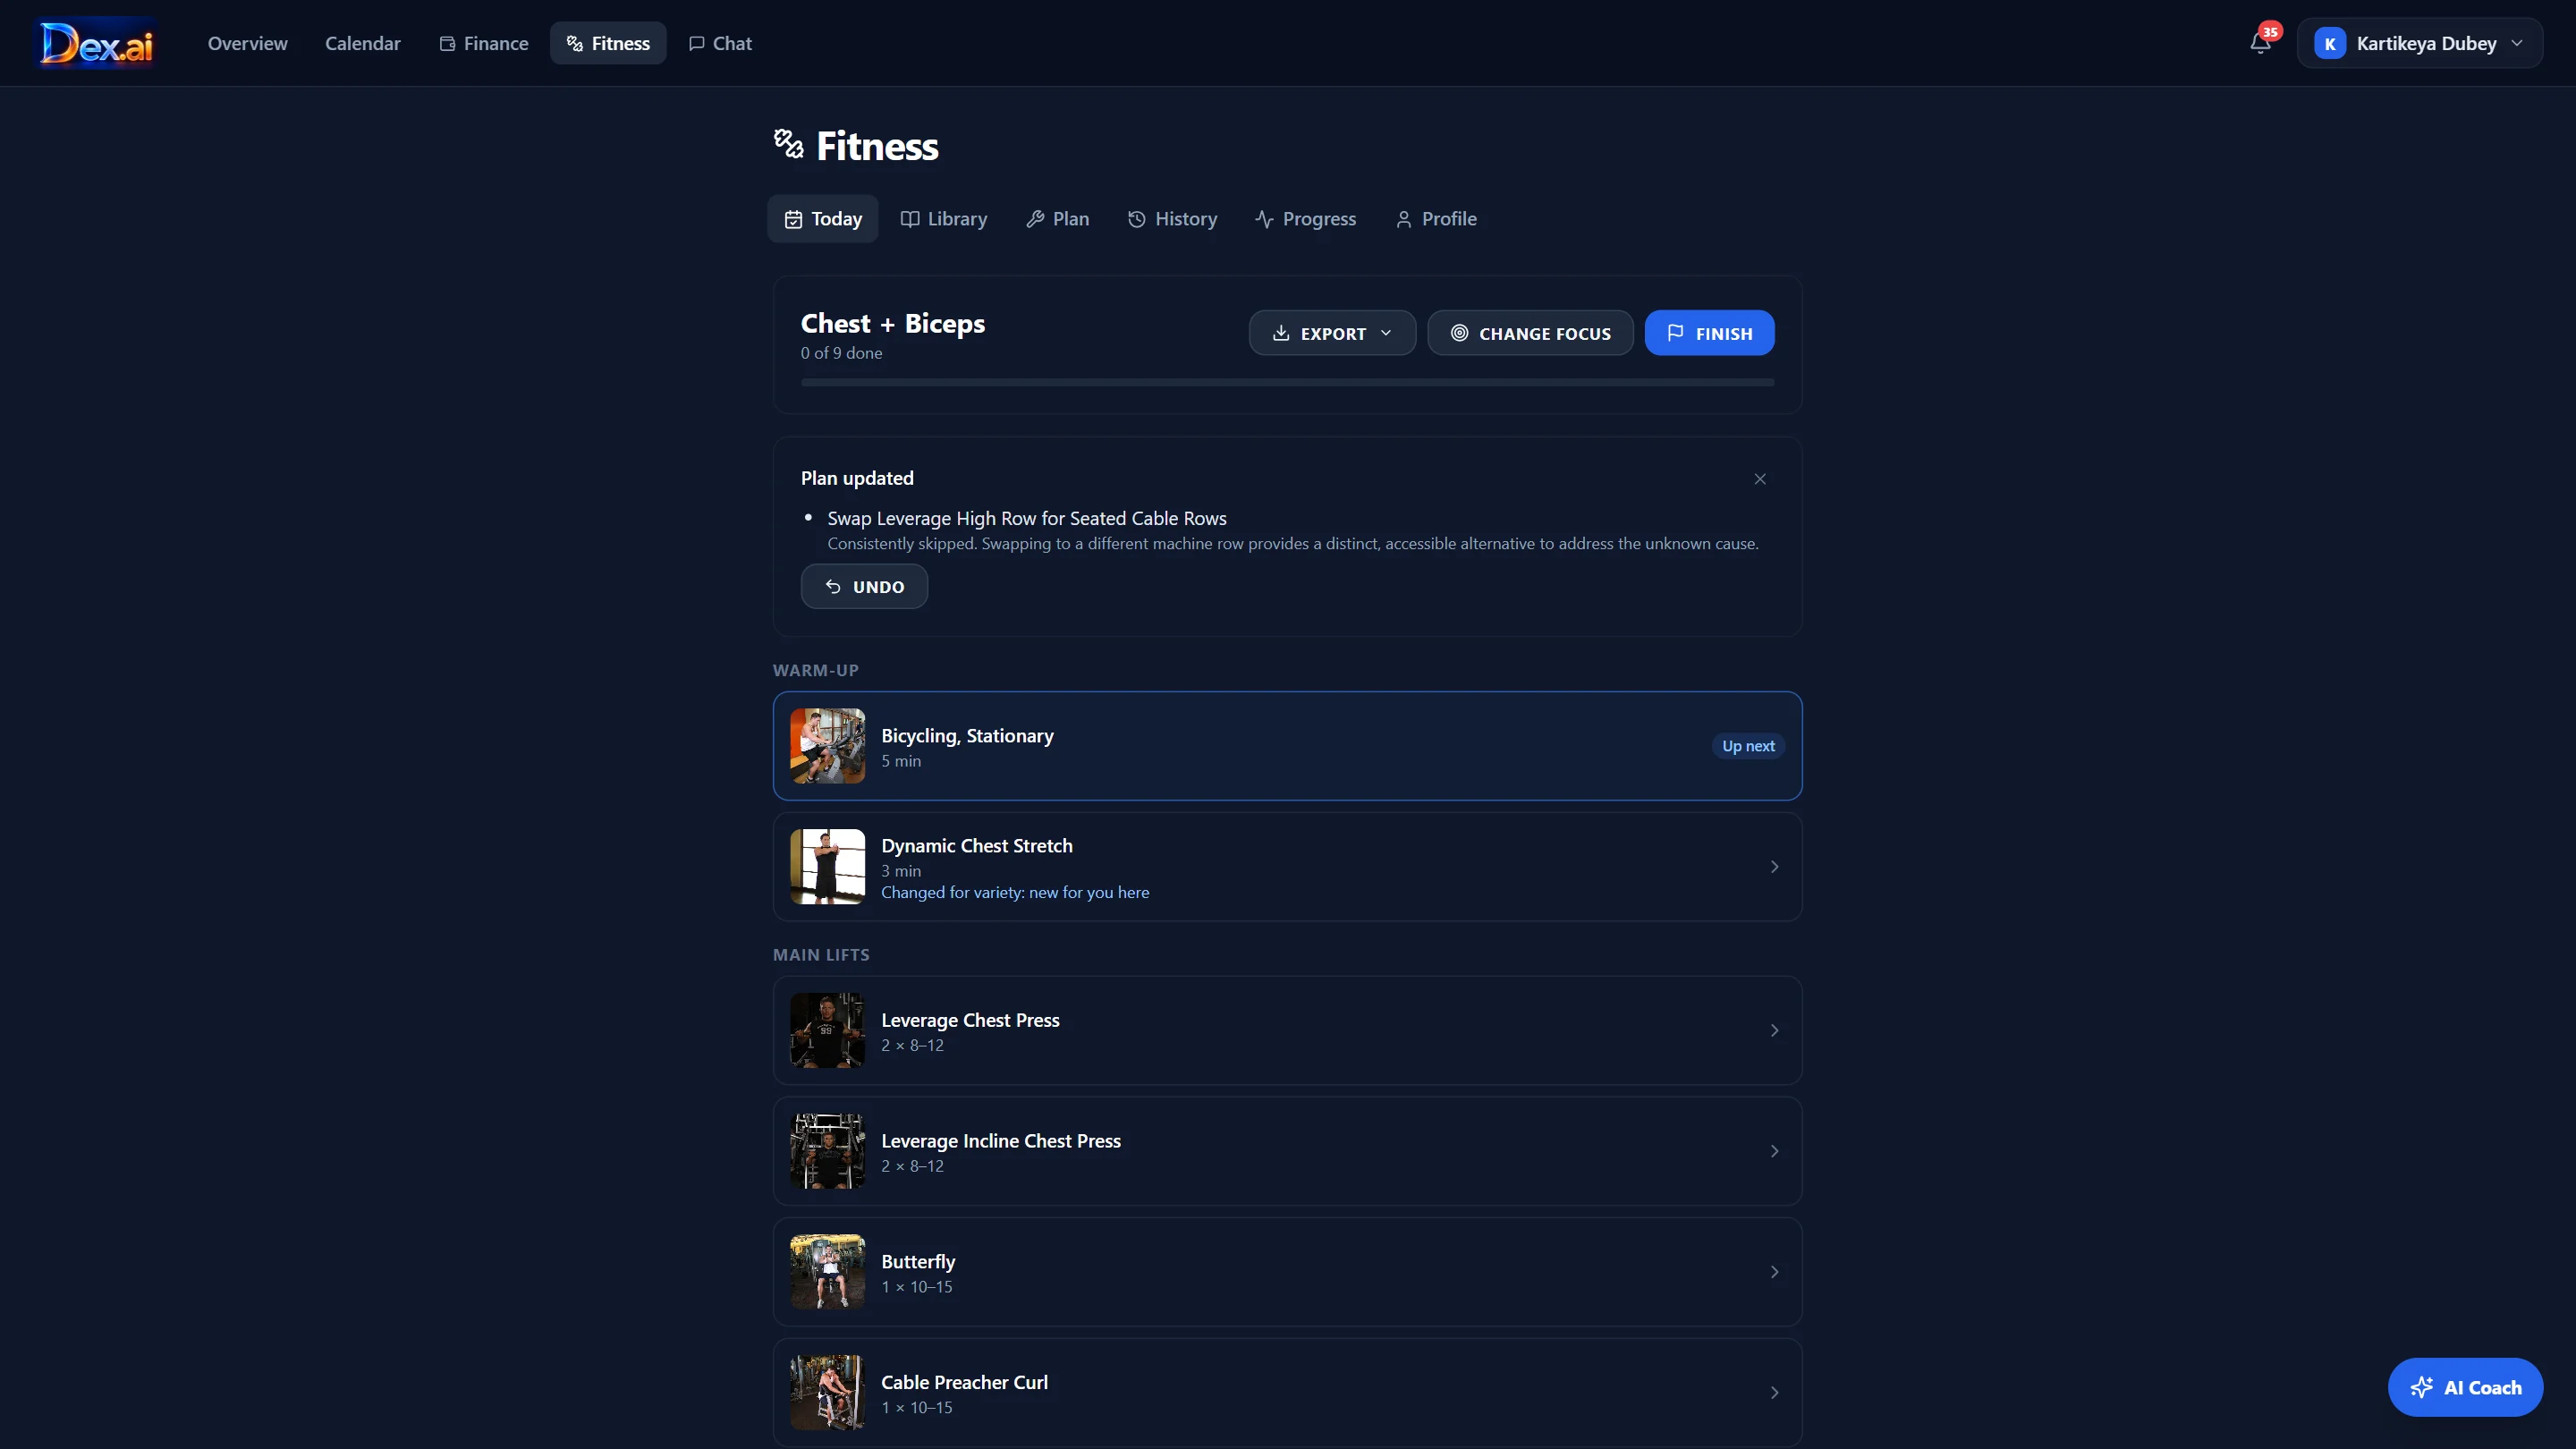 Dex.ai
Overview
Calendar
Finance
Fitness
Chat
35
K
Kartikeya Dubey
Fitness
Today
Library
Plan
History
Progress
Profile
Chest + Biceps
0 of 9 done
EXPORT
CHANGE FOCUS
FINISH
Plan updated
• Swap Leverage High Row for Seated Cable Rows
Consistently skipped. Swapping to a different machine row provides a distinct, accessible alternative to address the unknown cause.
UNDO
WARM-UP
Bicycling, Stationary
5 min
Up next
Dynamic Chest Stretch
3 min
Changed for variety: new for you here
MAIN LIFTS
Leverage Chest Press
2 × 8–12
Leverage Incline Chest Press
2 × 8–12
Butterfly
1 × 10–15
Cable Preacher Curl
1 × 10–15
AI Coach